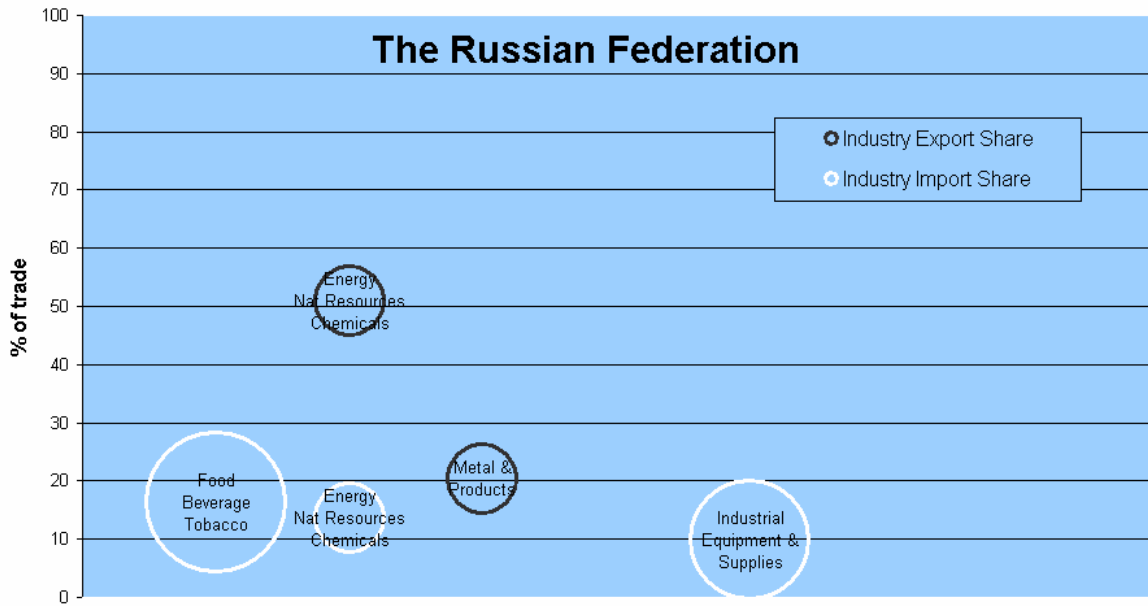 The Russian Federation
% of trade
100
90
80
70
60
50
40
30
20
10
0
Industry Export Share
Industry Import Share
Energy
Nat Resources
Chemicals
Metal &
Products
Food
Beverage
Tobacco
Energy
Nat Resources
Chemicals
Industrial
Equipment &
Supplies